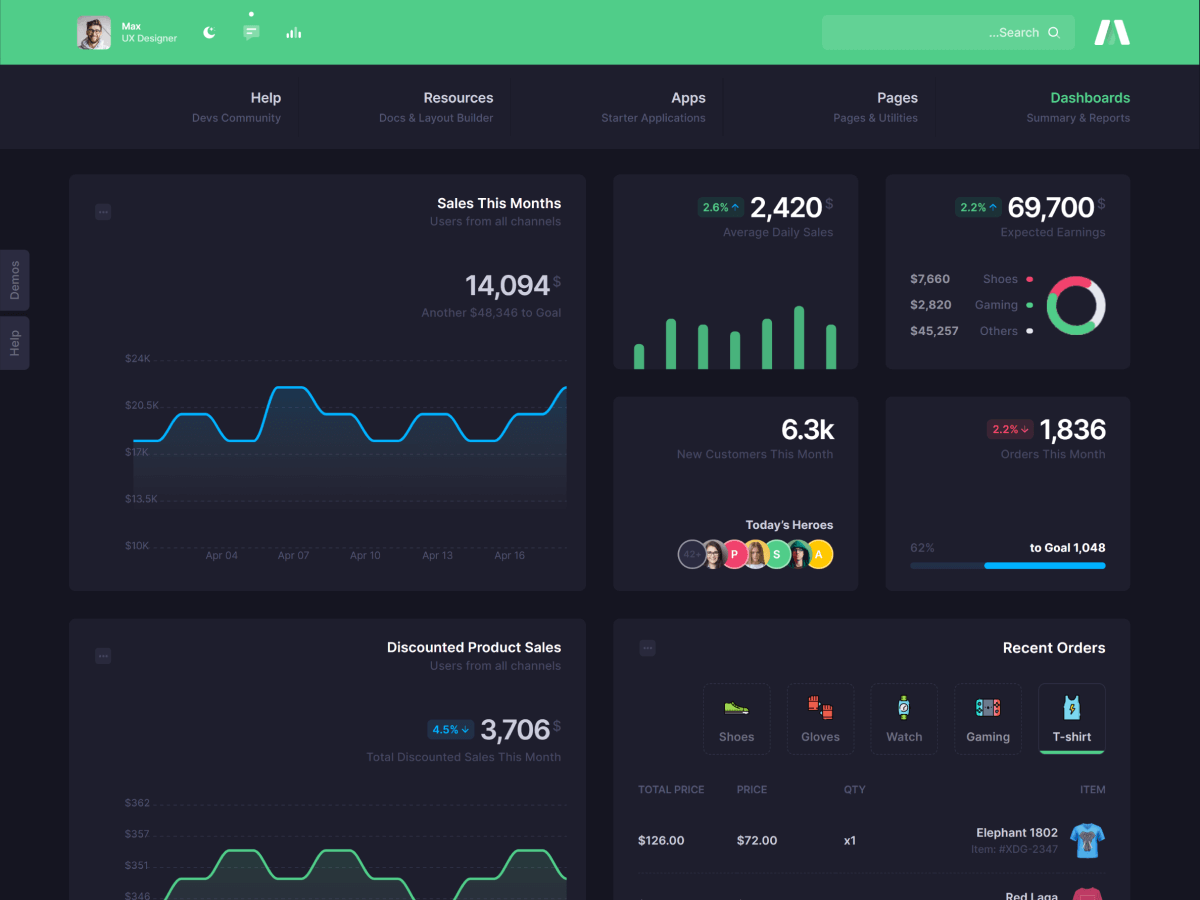 Max
UX Designer
...Search
Help
Devs Community
Resources
Docs & Layout Builder
Apps
Starter Applications
Pages
Pages & Utilities
Dashboards
Summary & Reports
Demos
Help
Sales This Months
Users from all channels
14,094 $
Another $48,346 to Goal
$24K
$20.5K
$17K
$13.5K
$10K
Apr 04 Apr 07 Apr 10 Apr 13 Apr 16
2.6% ↑ 2,420 $
Average Daily Sales
2.2% ↑ 69,700 $
Expected Earnings
$7,660 Shoes
$2,820 Gaming
$45,257 Others
6.3k
New Customers This Month
Today's Heroes
42+ P S A
2.2% ↓ 1,836
Orders This Month
62% to Goal 1,048
Discounted Product Sales
Users from all channels
4.5% ↓ 3,706 $
Total Discounted Sales This Month
$362
$357
$351
$346
Recent Orders
Shoes Gloves Watch Gaming T-shirt
TOTAL PRICE PRICE QTY ITEM
$126.00 $72.00 x1 Elephant 1802
Item: #XDG-2347
Red Laga